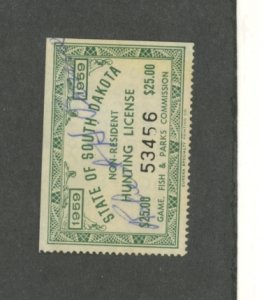 1959 1959
STATE OF SOUTH DAKOTA
NON-RESIDENT
HUNTING LICENSE
53456
$25.00 $25.00
GAME, FISH & PARKS COMMISSION